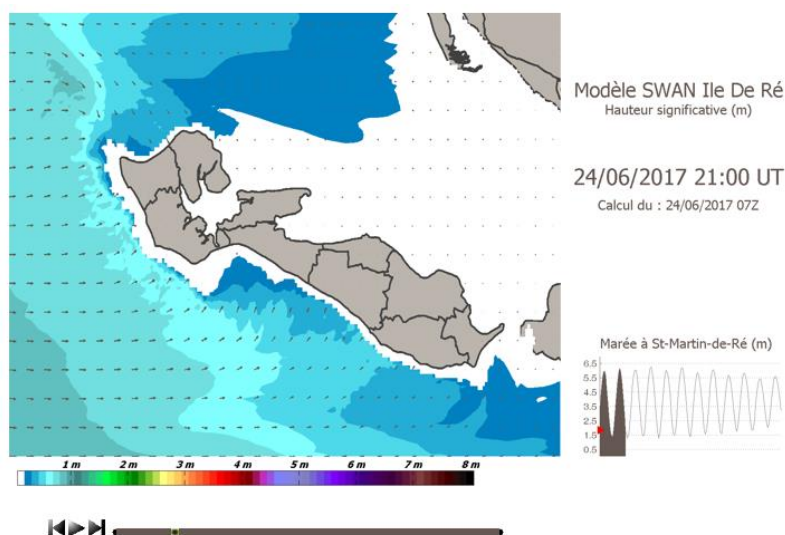 Modèle SWAN Ile De Ré
Hauteur significative (m)
24/06/2017 21:00 UT
Calcul du : 24/06/2017 07Z
Marée à St-Martin-de-Ré (m)
6.5
5.5
4.5
3.5
2.5
1.5
0.5
1 m 2 m 3 m 4 m 5 m 6 m 7 m 8 m